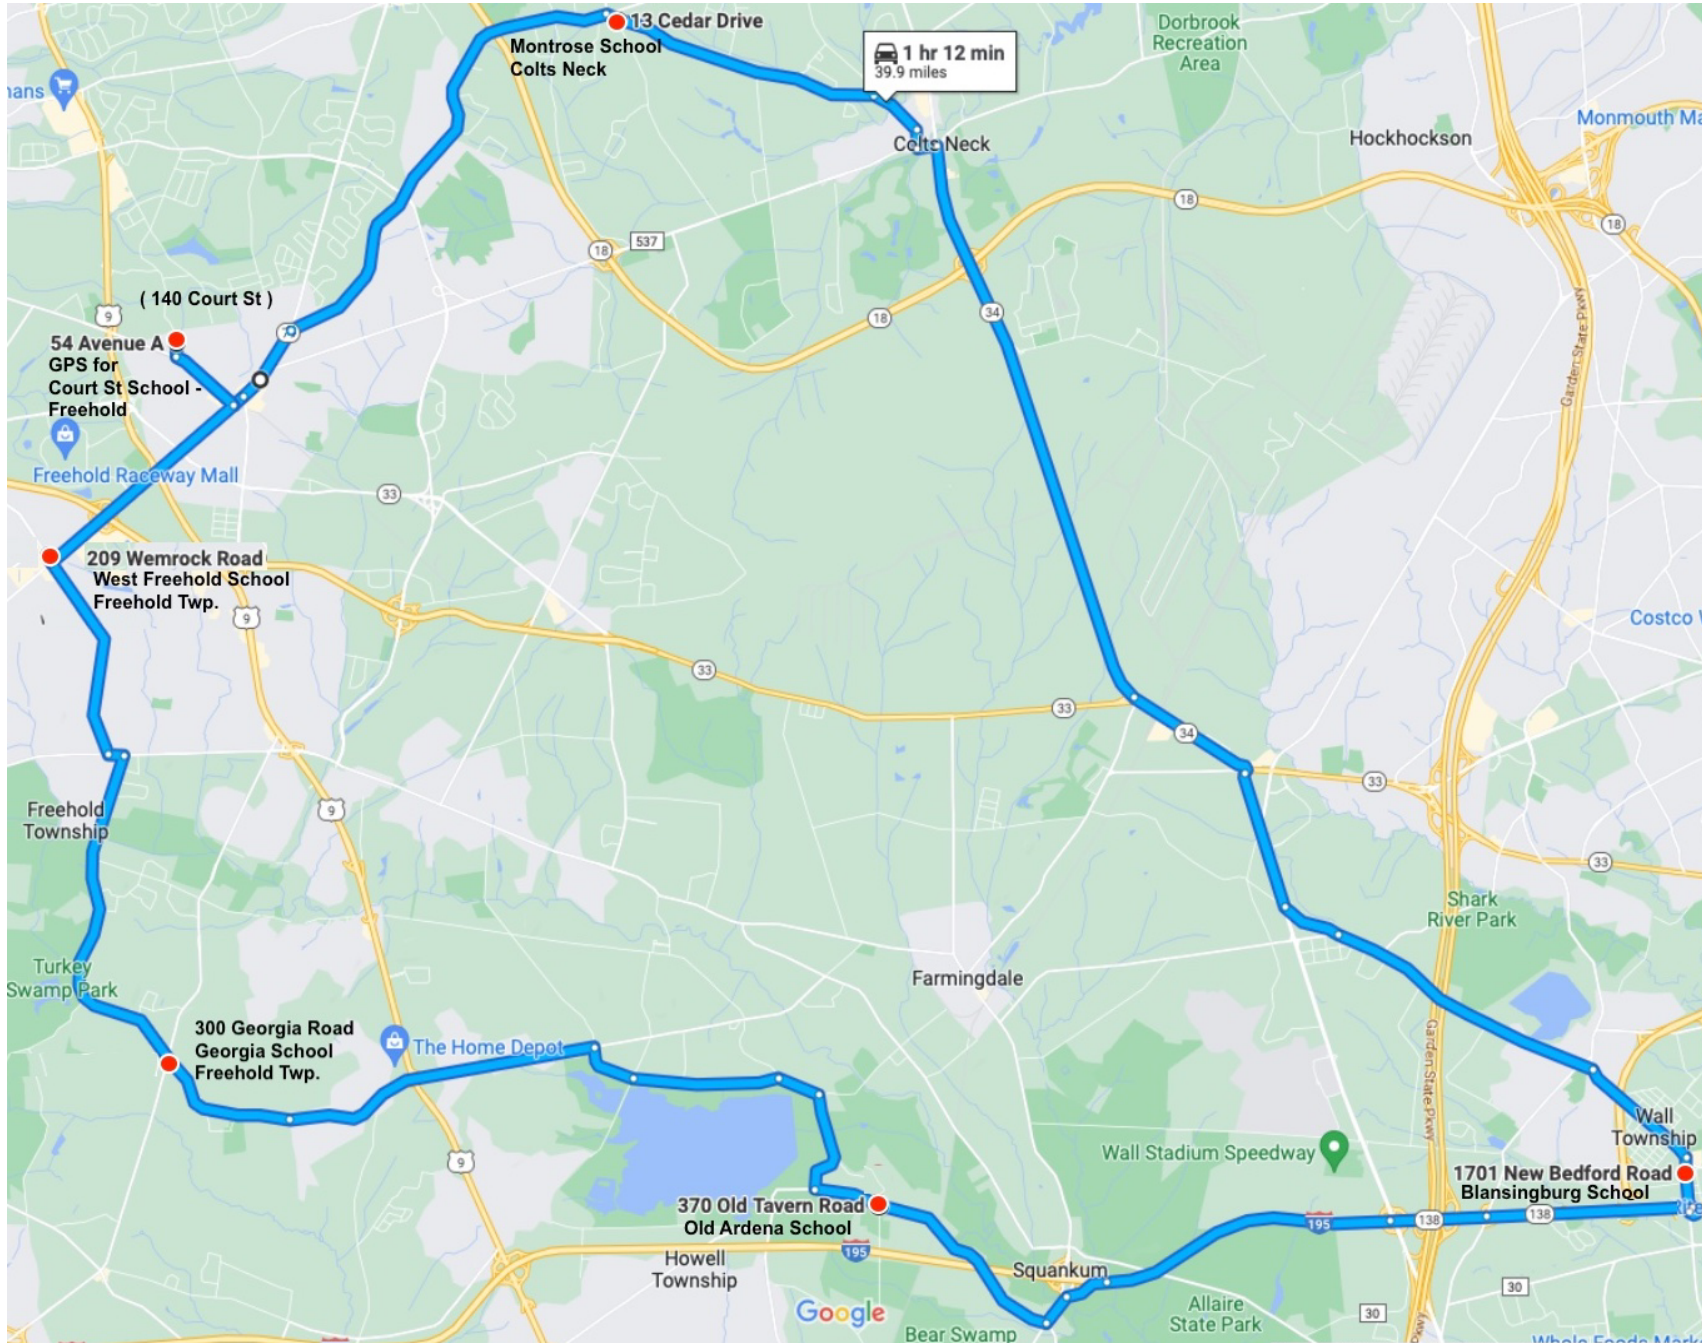 13 Cedar Drive
Montrose School
Colts Neck
1 hr 12 min
39.9 miles
Dorbrook
Recreation
Area
Hockhockson
Colts Neck
18
18
537
18
18
34
( 140 Court St )
9
54 Avenue A
GPS for
Court St School -
Freehold
Garden State Pkwy
Freehold Raceway Mall
33
209 Wemrock Road
West Freehold School
Freehold Twp.
9
33
33
34
33
9
Freehold
Township
33
Shark
River Park
Turkey
Swamp Park
Farmingdale
300 Georgia Road
Georgia School
Freehold Twp.
The Home Depot
Garden State Pkwy
Wall
Township
Wall Stadium Speedway
9
1701 New Bedford Road
Blansingburg School
370 Old Tavern Road
Old Ardena School
195
138
138
195
Howell
Township
Squankum
30
30
Allaire
State Park
Google
Bear Swamp
Pkwy